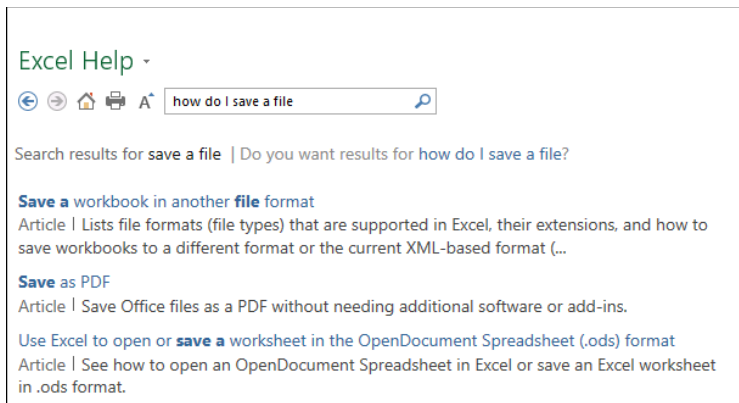 Excel Help
A
how do I save a file
Search results for save a file | Do you want results for how do I save a file?
Save a workbook in another file format
Article | Lists file formats (file types) that are supported in Excel, their extensions, and how to
save workbooks to a different format or the current XML-based format (...
Save as PDF
Article | Save Office files as a PDF without needing additional software or add-ins.
Use Excel to open or save a worksheet in the OpenDocument Spreadsheet (.ods) format
Article | See how to open an OpenDocument Spreadsheet in Excel or save an Excel worksheet
in .ods format.